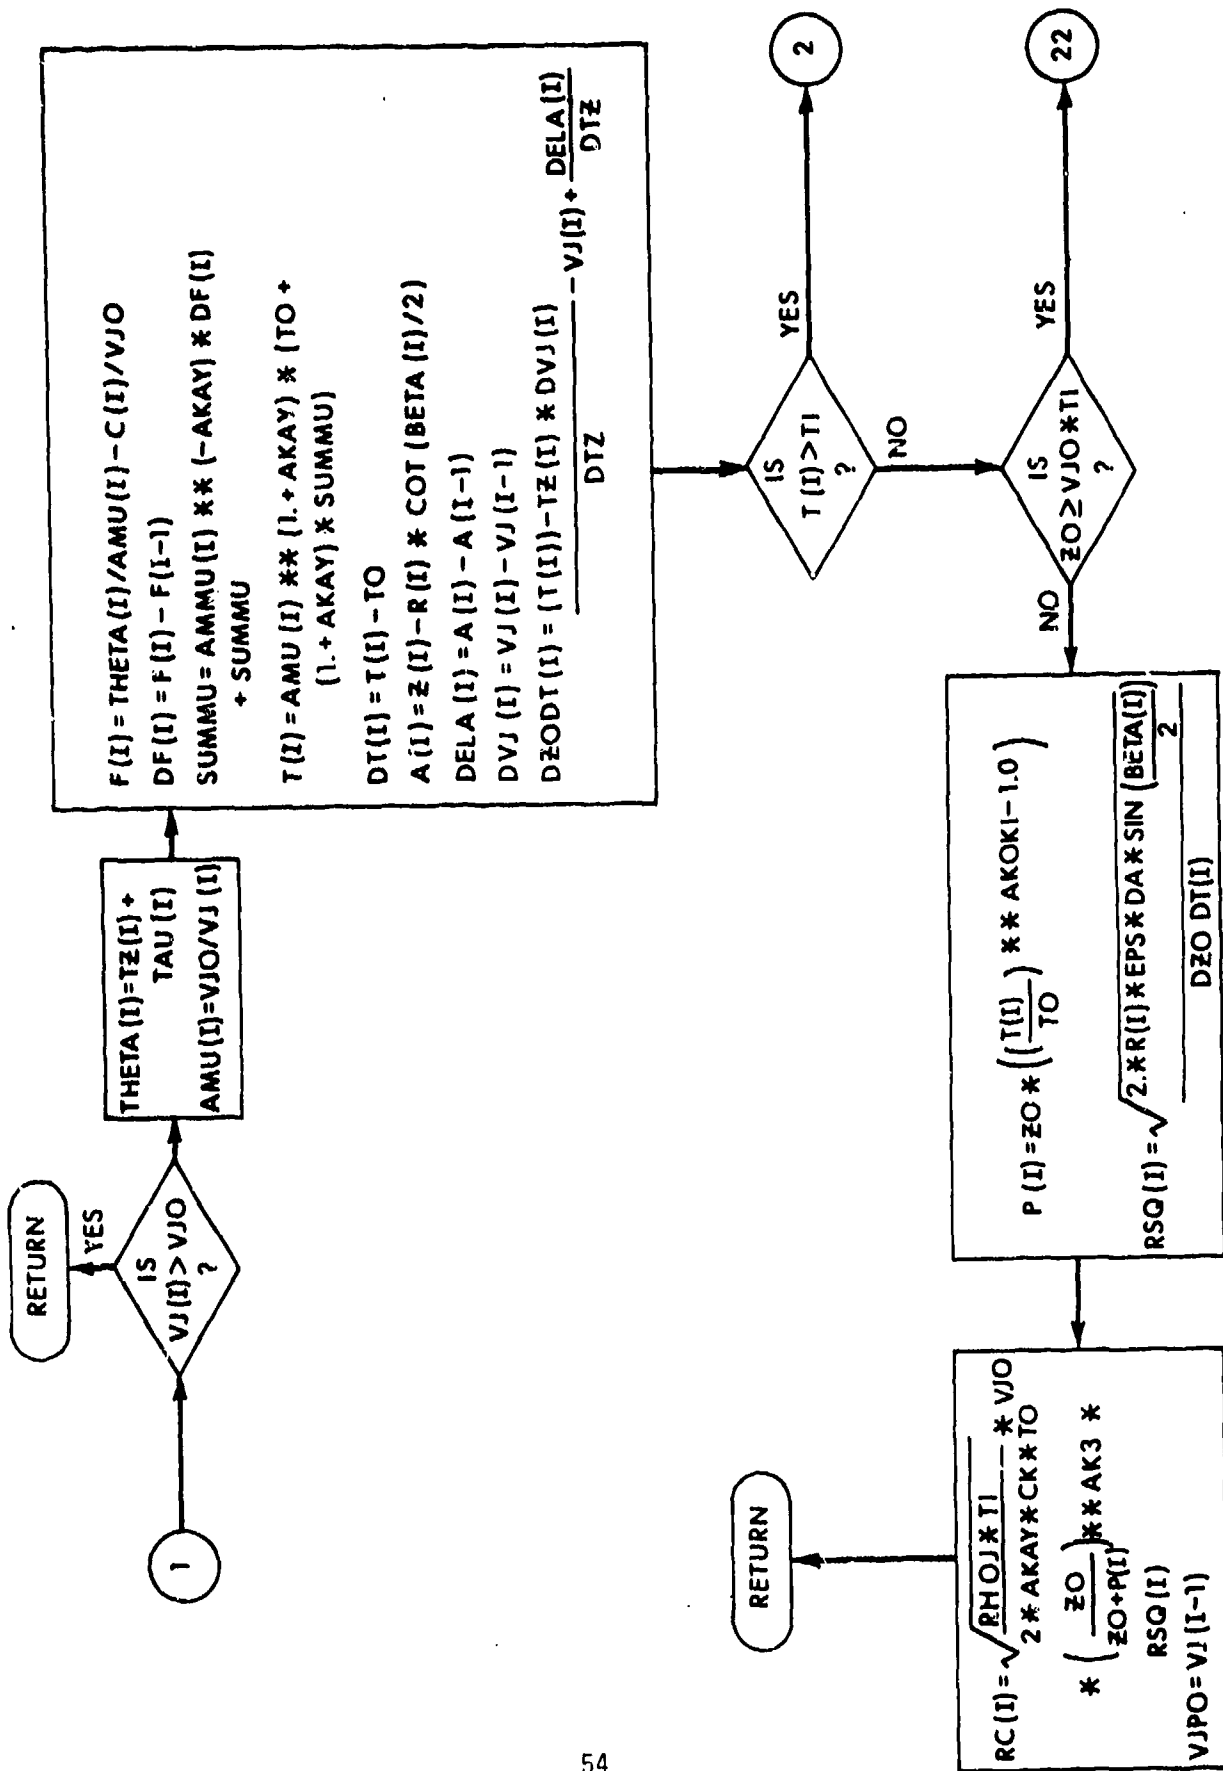 1
IS
VJ(I)>VJO
?
YES
RETURN
THETA(I)=TZ(I)+
TAU(I)
AMU(I)=VJO/VJ(I)
F(I)=THETA(I)/AMU(I)-C(I)/VJO
DF(I)=F(I)-F(I-1)
SUMMU=AMMU(I)**(-AKAY)*DF(I)
+SUMMU
T(I)=AMU(I)**(1.+AKAY)*(TO+
(1.+AKAY)*SUMMU)
DT(I)=T(I)-TO
A(I)=Z(I)-R(I)*COT(BETA(I)/2)
DELA(I)=A(I)-A(I-1)
DVJ(I)=VJ(I)-VJ(I-1)
DZODT(I)=(T(I))-TZ(I)*DVJ(I)
DTZ
-VJ(I)+
DELA(I)
DTZ
IS
T(I)>TI
?
YES
2
NO
IS
ZO≥VJO*TI
?
YES
22
NO
P(I)=ZO*((T(I)
TO
)**AKOKI-1.0)
RSQ(I)=√2.*R(I)*EPS*DA*SIN(BETA(I))
2
DZO DT(I)
RC(I)=√RHOJ*TI
2*AKAY*CK*TO
*VJO
*(ZO
ZO+P(I)
)**AK3*
RSQ(I)
VJPO=VJ(I-1)
RETURN
54